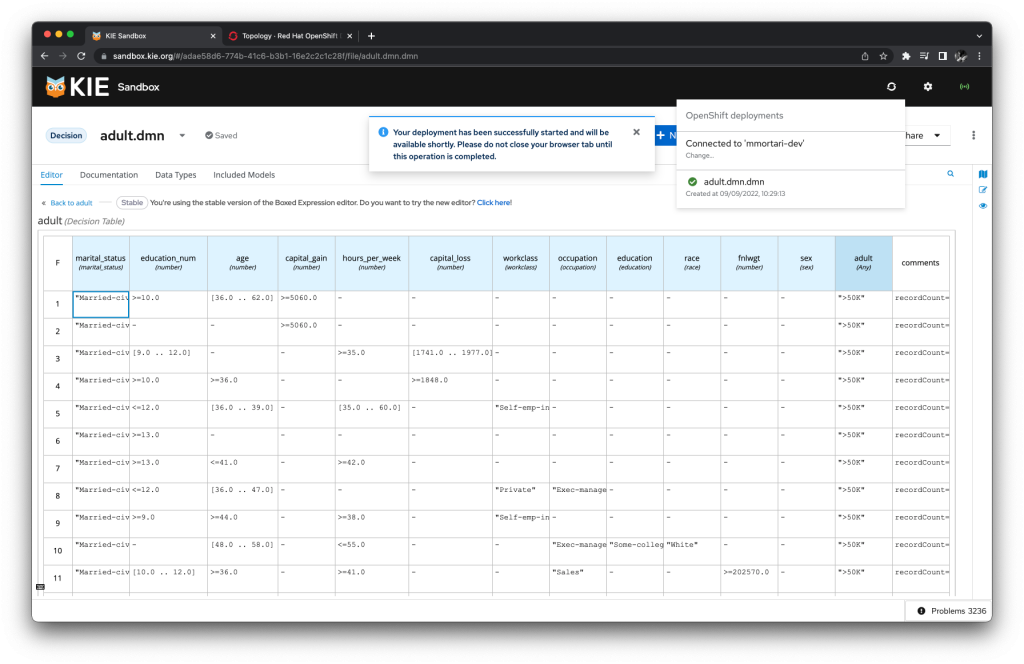 KIE Sandbox
Topology · Red Hat OpenShift
sandbox.kie.org/#/adae58d6-774b-41c6-b3b1-16e2c2c1c28f/file/adult.dmn.dmn
KIE Sandbox
Decision adult.dmn Saved
Your deployment has been successfully started and will be
available shortly. Please do not close your browser tab until
this operation is completed.
OpenShift deployments
Connected to 'mmortari-dev'
Change...
adult.dmn.dmn
Created at 09/09/2022, 10:29:13
+ N
hare
Editor Documentation Data Types Included Models
« Back to adult Stable You're using the stable version of the Boxed Expression editor. Do you want to try the new editor? Click here!
adult (Decision Table)
F marital_status education_num age capital_gain hours_per_week capital_loss workclass occupation education race fnlwgt sex adult comments
(marital_status) (number) (number) (number) (number) (number) (workclass) (occupation) (education) (race) (number) (sex) (Any)
1 "Married-civ >=10.0 [36.0 .. 62.0] >=5060.0 - - - - - - - - ">50K" recordCount=
2 "Married-civ - - >=5060.0 - - - - - - - - ">50K" recordCount=
3 "Married-civ [9.0 .. 12.0] - - >=35.0 [1741.0 .. 1977.0] - - - - - - ">50K" recordCount=
4 "Married-civ >=10.0 >=36.0 - - >=1848.0 - - - - - - ">50K" recordCount=
5 "Married-civ <=12.0 [36.0 .. 39.0] - [35.0 .. 60.0] - "Self-emp-in - - - - - ">50K" recordCount=
6 "Married-civ >=13.0 - - - - - - - - - - ">50K" recordCount=
7 "Married-civ >=13.0 <=41.0 - >=42.0 - - - - - - - ">50K" recordCount=
8 "Married-civ <=12.0 [36.0 .. 47.0] - - - "Private" "Exec-manage - - - - ">50K" recordCount=
9 "Married-civ >=9.0 >=44.0 - >=38.0 - "Self-emp-in - - - - - ">50K" recordCount=
10 "Married-civ - [48.0 .. 58.0] - <=55.0 - - "Exec-manage "Some-colleg "White" - - ">50K" recordCount=
11 "Married-civ [10.0 .. 12.0] >=36.0 - >=41.0 - - "Sales" - - >=202570.0 - ">50K" recordCount=
Problems 3236